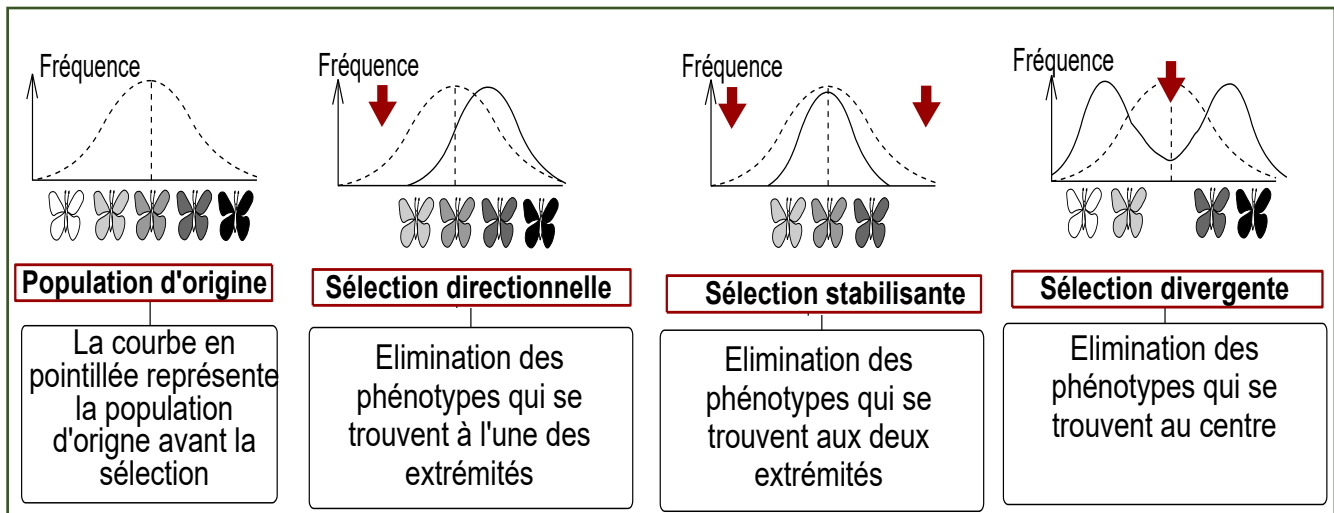 Fréquence
Population d'origine
La courbe en
pointillée représente
la population
d'origne avant la
sélection
Fréquence
Sélection directionnelle
Elimination des
phénotypes qui se
trouvent à l'une des
extrémités
Fréquence
Sélection stabilisante
Elimination des
phénotypes qui se
trouvent aux deux
extrémités
Fréquence
Sélection divergente
Elimination des
phénotypes qui se
trouvent au centre